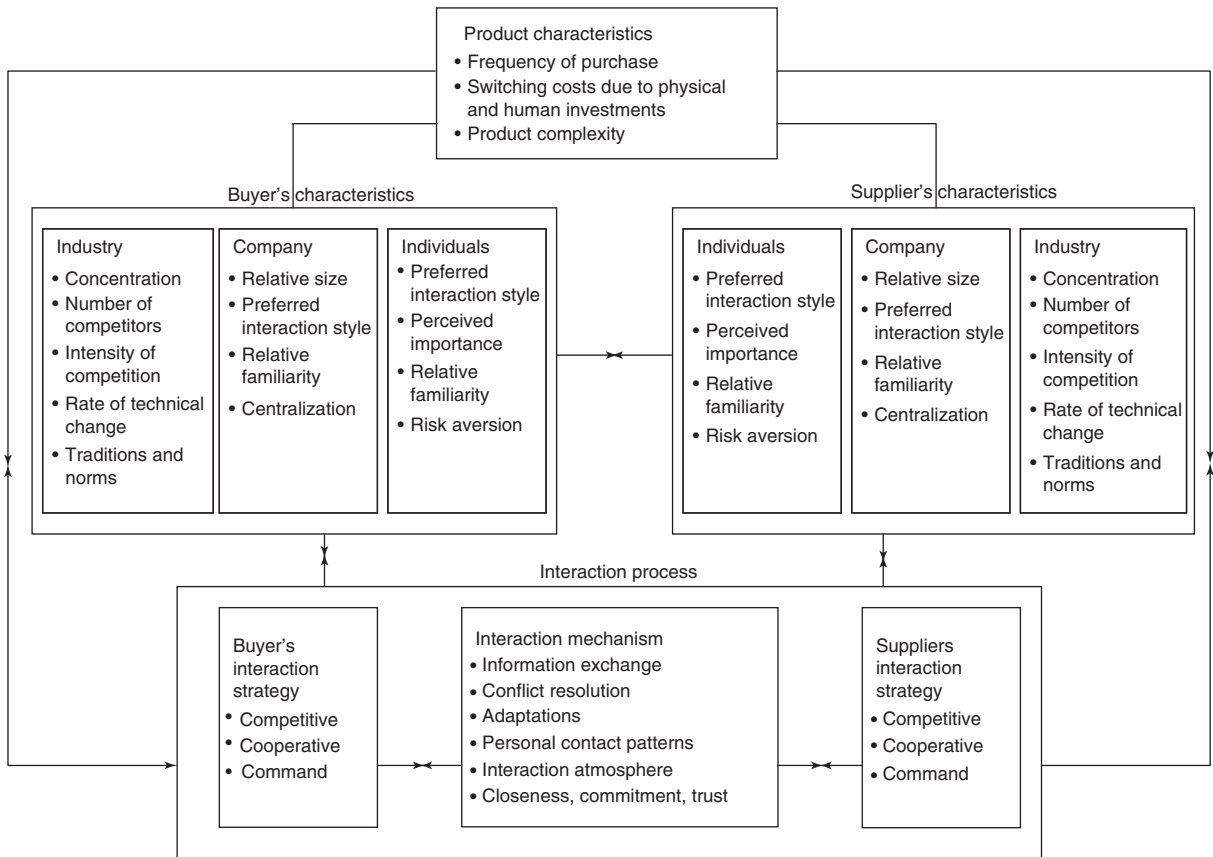 Product characteristics
• Frequency of purchase
• Switching costs due to physical
and human investments
• Product complexity
Buyer's characteristics
Industry
• Concentration
• Number of
competitors
• Intensity of
competition
• Rate of technical
change
• Traditions and
norms
Company
• Relative size
• Preferred
interaction style
• Relative
familiarity
• Centralization
Individuals
• Preferred
interaction style
• Perceived
importance
• Relative
familiarity
• Risk aversion
Supplier's characteristics
Individuals
• Preferred
interaction style
• Perceived
importance
• Relative
familiarity
• Risk aversion
Company
• Relative size
• Preferred
interaction style
• Relative
familiarity
• Centralization
Industry
• Concentration
• Number of
competitors
• Intensity of
competition
• Rate of technical
change
• Traditions and
norms
Interaction process
Buyer's
interaction
strategy
• Competitive
• Cooperative
• Command
Interaction mechanism
• Information exchange
• Conflict resolution
• Adaptations
• Personal contact patterns
• Interaction atmosphere
• Closeness, commitment, trust
Suppliers
interaction
strategy
• Competitive
• Cooperative
• Command